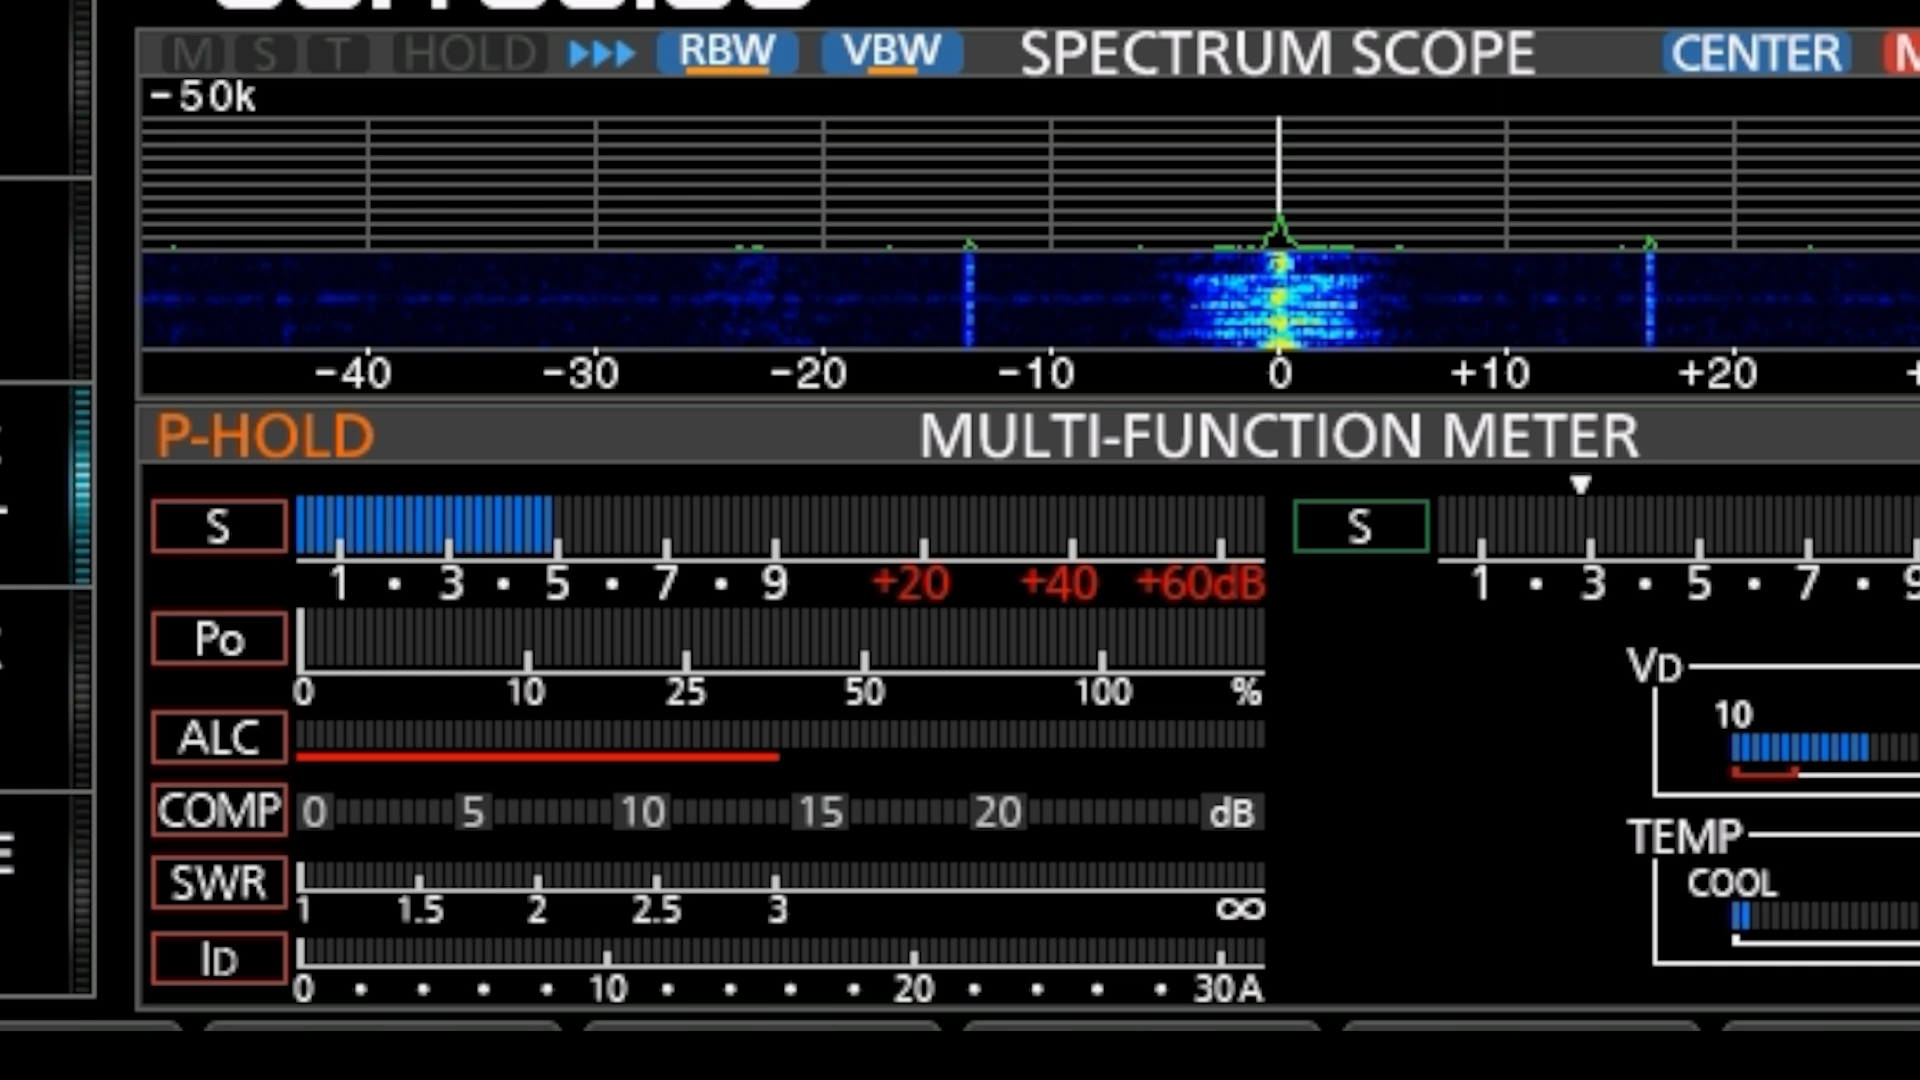 M S T HOLD RBW VBW SPECTRUM SCOPE CENTER
-50k
-40 -30 -20 -10 0 +10 +20
P-HOLD MULTI-FUNCTION METER
S S
1 • 3 • 5 • 7 • 9 +20 +40 +60dB 1 • 3 • 5 • 7 • 9
Po
0 10 25 50 100 %
VD
10
ALC
COMP 0 5 10 15 20 dB
TEMP
COOL
SWR
1 1.5 2 2.5 3 ∞
ID
0 • • • • 10 • • • • 20 • • • • 30A